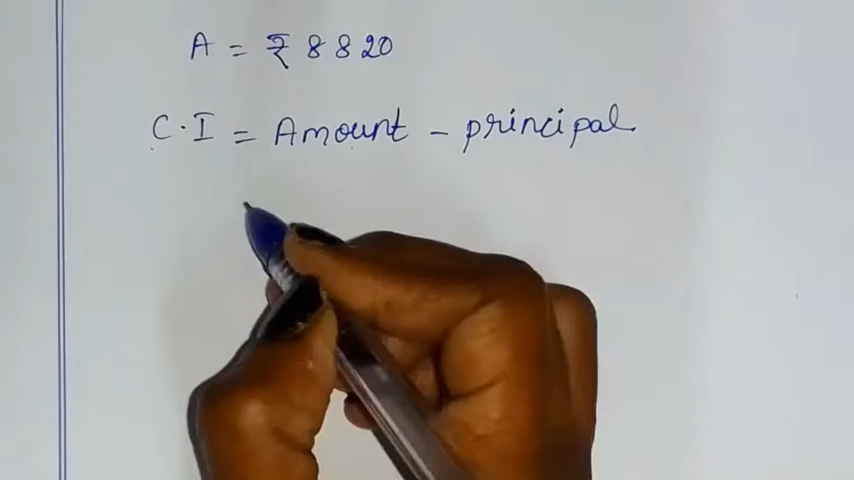 A = ₹ 8820
C.I = Amount - principal.